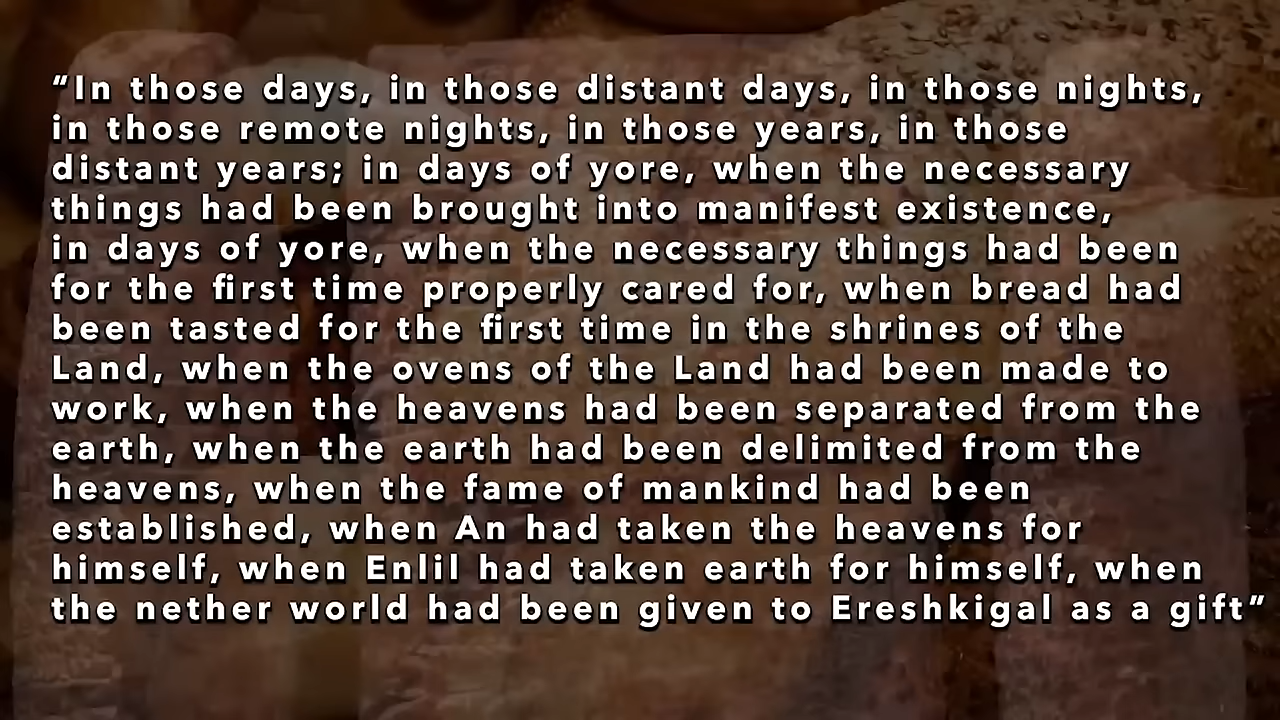 “In those days, in those distant days, in those nights,
in those remote nights, in those years, in those
distant years; in days of yore, when the necessary
things had been brought into manifest existence,
in days of yore, when the necessary things had been
for the first time properly cared for, when bread had
been tasted for the first time in the shrines of the
Land, when the ovens of the Land had been made to
work, when the heavens had been separated from the
earth, when the earth had been delimited from the
heavens, when the fame of mankind had been
established, when An had taken the heavens for
himself, when Enlil had taken earth for himself, when
the nether world had been given to Ereshkigal as a gift”